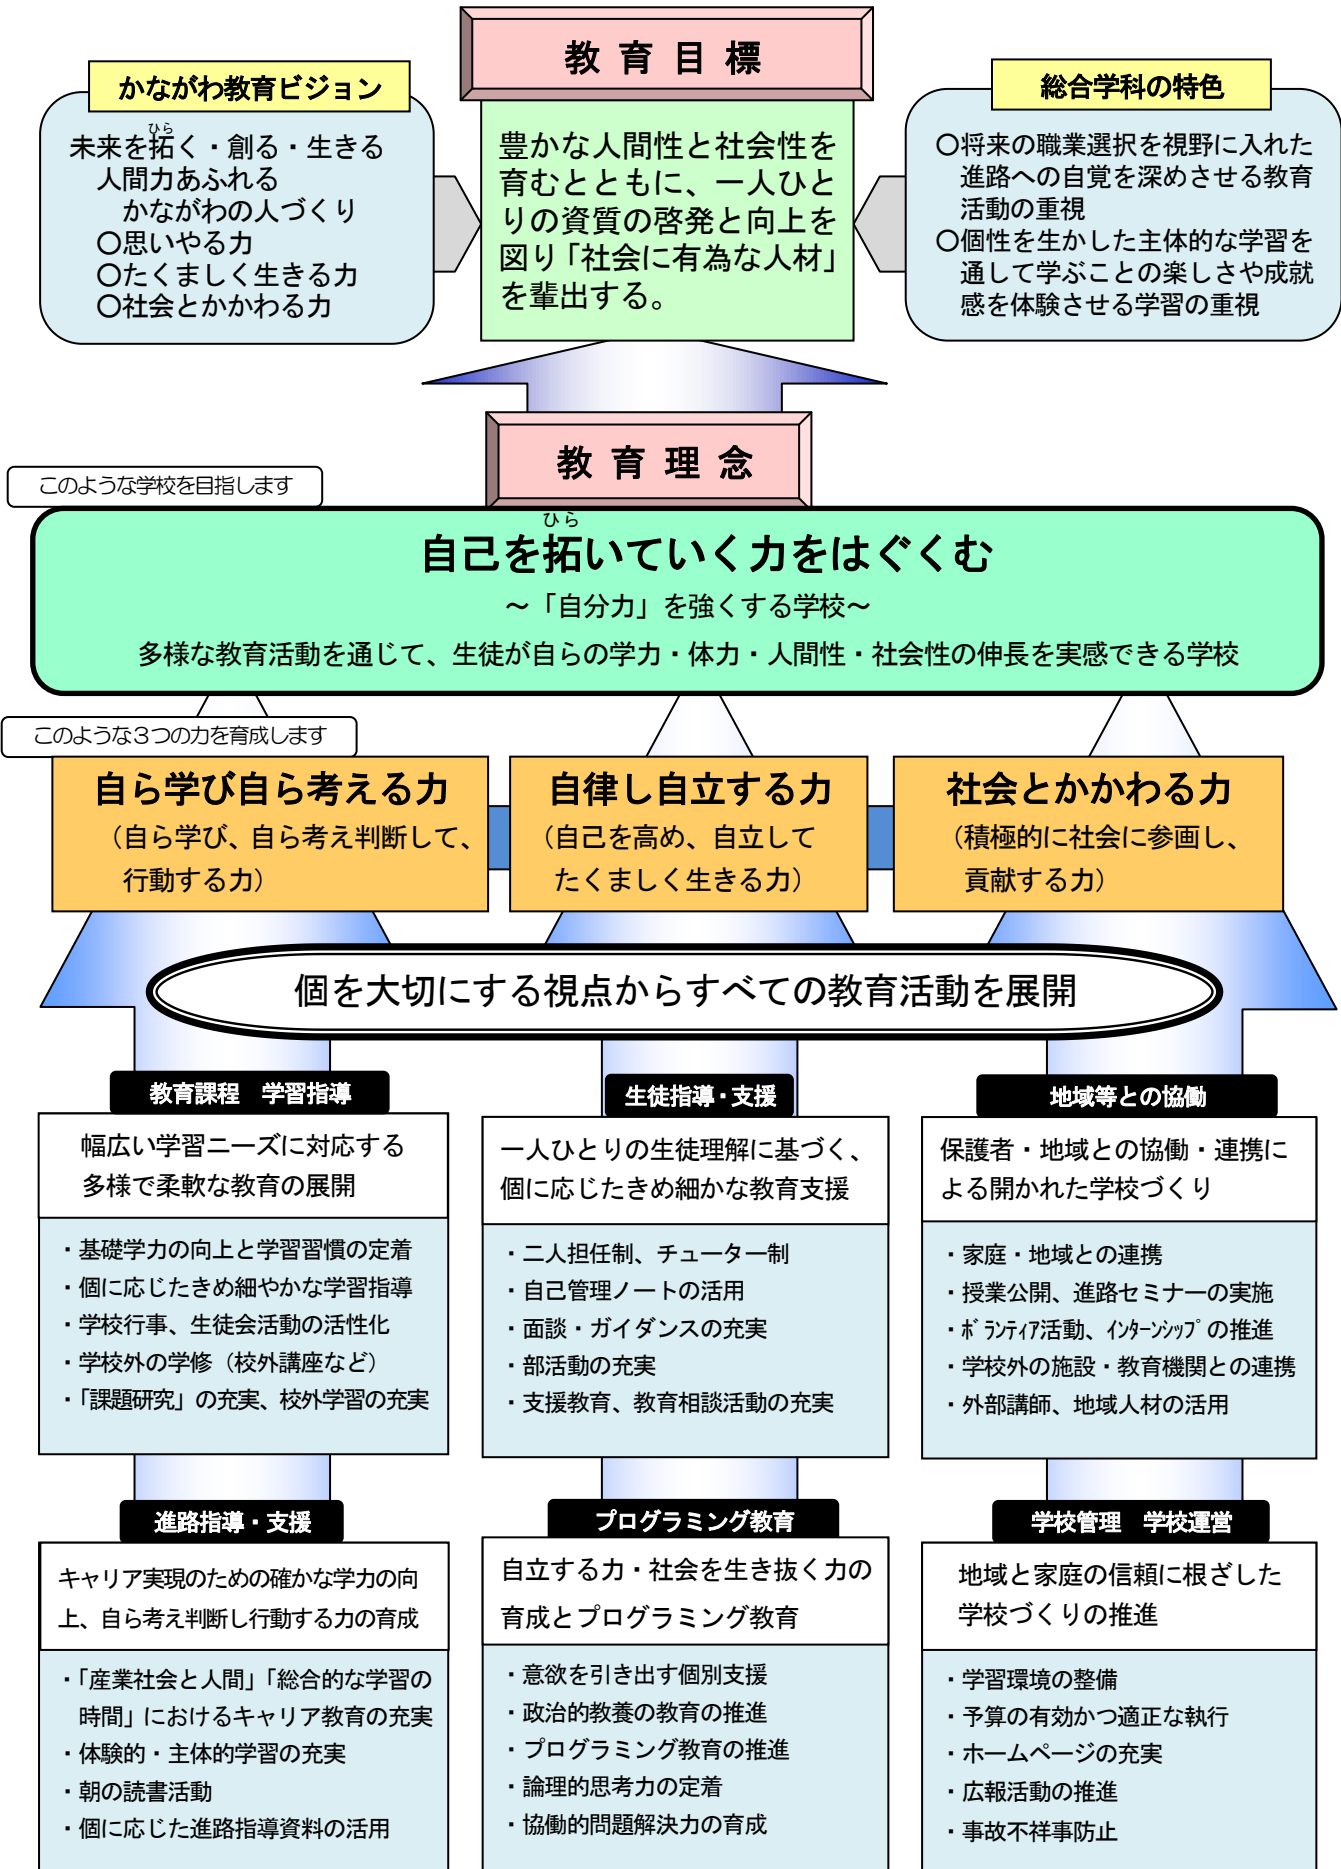 教育目標
かながわ教育ビジョン
未来を拓く・創る・生きる
ひら
人間力あふれる
かながわの人づくり
○思いやる力
○たくましく生きる力
○社会とかかわる力
豊かな人間性と社会性を
育むとともに、一人ひと
りの資質の啓発と向上を
図り「社会に有為な人材」
を輩出する。
総合学科の特色
○将来の職業選択を視野に入れた
進路への自覚を深めさせる教育
活動の重視
○個性を生かした主体的な学習を
通して学ぶことの楽しさや成就
感を体験させる学習の重視
教育理念
このような学校を目指します
ひら
自己を拓いていく力をはぐくむ
～「自分力」を強くする学校～
多様な教育活動を通じて、生徒が自らの学力・体力・人間性・社会性の伸長を実感できる学校
このような３つの力を育成します
自ら学び自ら考える力
（自ら学び、自ら考え判断して、
行動する力）
自律し自立する力
（自己を高め、自立して
たくましく生きる力）
社会とかかわる力
（積極的に社会に参画し、
貢献する力）
個を大切にする視点からすべての教育活動を展開
教育課程　学習指導
幅広い学習ニーズに対応する
多様で柔軟な教育の展開
・基礎学力の向上と学習習慣の定着
・個に応じたきめ細やかな学習指導
・学校行事、生徒会活動の活性化
・学校外の学修（校外講座など）
・「課題研究」の充実、校外学習の充実
生徒指導・支援
一人ひとりの生徒理解に基づく、
個に応じたきめ細かな教育支援
・二人担任制、チューター制
・自己管理ノートの活用
・面談・ガイダンスの充実
・部活動の充実
・支援教育、教育相談活動の充実
地域等との協働
保護者・地域との協働・連携に
よる開かれた学校づくり
・家庭・地域との連携
・授業公開、進路セミナーの実施
・ﾎﾞﾗﾝﾃｨｱ活動、ｲﾝﾀｰﾝｼｯﾌﾟの推進
・学校外の施設・教育機関との連携
・外部講師、地域人材の活用
進路指導・支援
キャリア実現のための確かな学力の向
上、自ら考え判断し行動する力の育成
・「産業社会と人間」「総合的な学習の
時間」におけるキャリア教育の充実
・体験的・主体的学習の充実
・朝の読書活動
・個に応じた進路指導資料の活用
プログラミング教育
自立する力・社会を生き抜く力の
育成とプログラミング教育
・意欲を引き出す個別支援
・政治的教養の教育の推進
・プログラミング教育の推進
・論理的思考力の定着
・協働的問題解決力の育成
学校管理　学校運営
地域と家庭の信頼に根ざした
学校づくりの推進
・学習環境の整備
・予算の有効かつ適正な執行
・ホームページの充実
・広報活動の推進
・事故不祥事防止